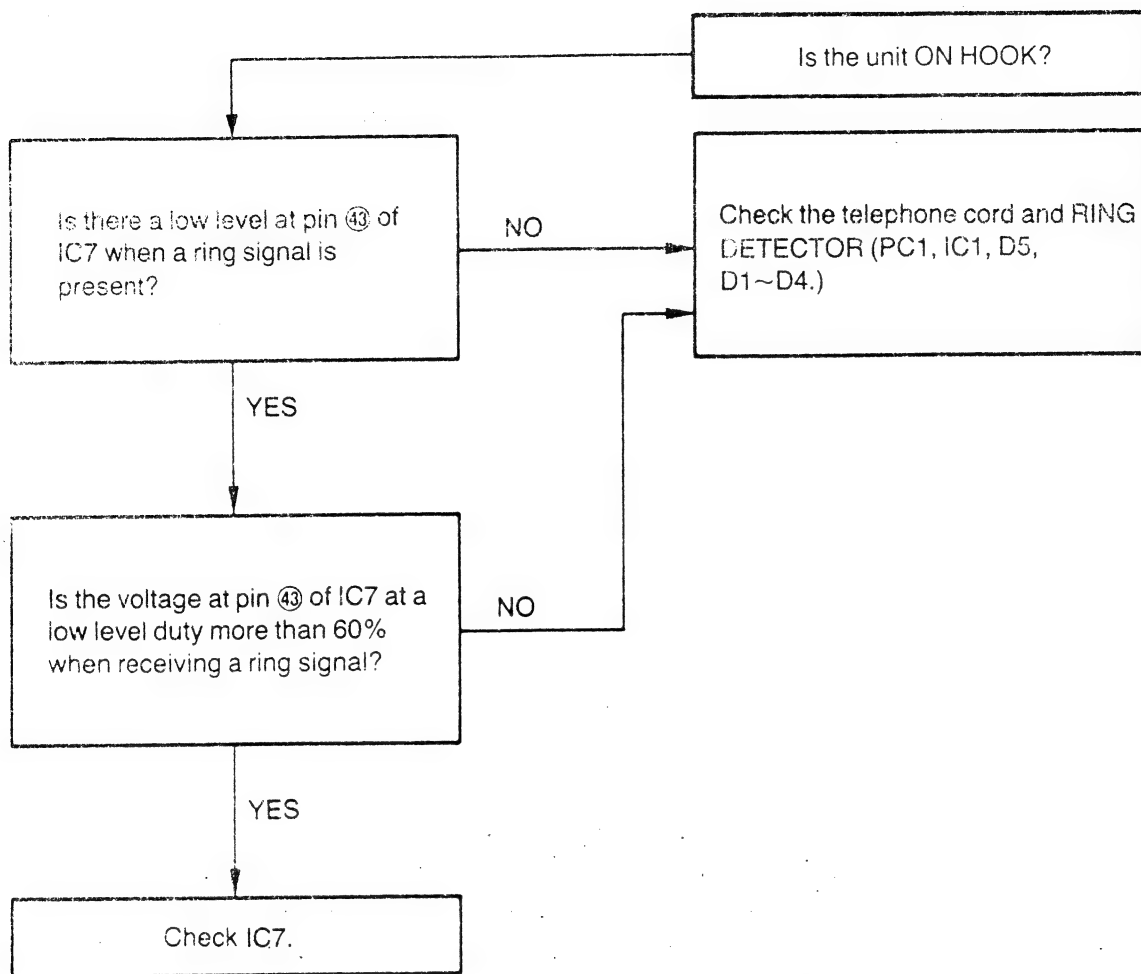 Is the unit ON HOOK?
Is there a low level at pin ㊸ of
IC7 when a ring signal is
present?
NO
Check the telephone cord and RING
DETECTOR (PC1, IC1, D5,
D1~D4.)
YES
Is the voltage at pin ㊸ of IC7 at a
low level duty more than 60%
when receiving a ring signal?
NO
YES
Check IC7.